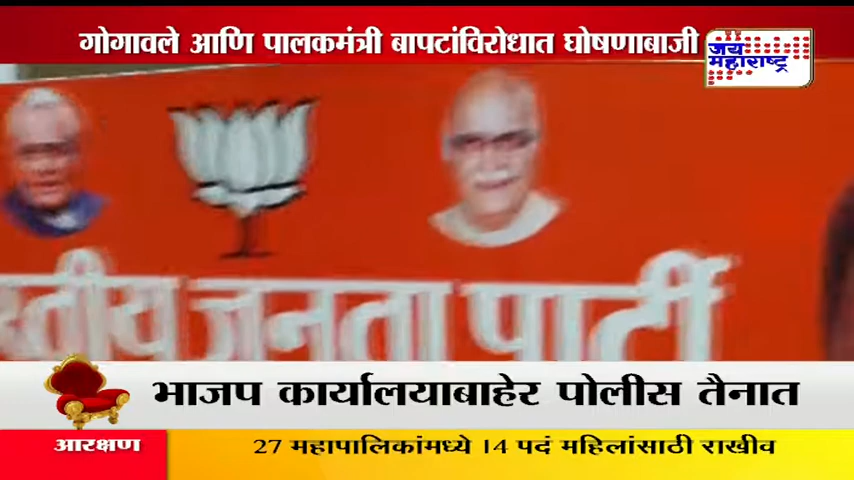 गोगावले आणि पालकमंत्री बापटांविरोधात घोषणाबाजी
जय
महाराष्ट्र
जनता पार्टी
भाजप कार्यालयाबाहेर पोलीस तैनात
आरक्षण
27 महापालिकांमध्ये 14 पदं महिलांसाठी राखीव